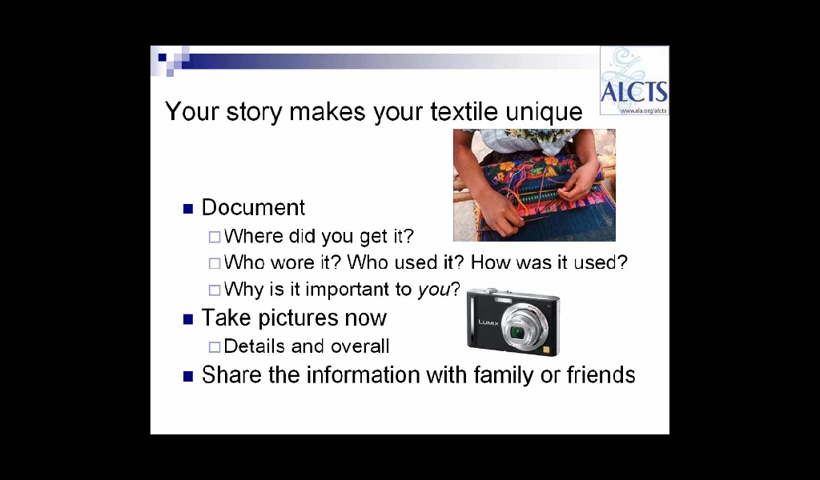 ALCTS
www.ala.org/alcts
Your story makes your textile unique
Document
Where did you get it?
Who wore it? Who used it? How was it used?
Why is it important to you?
LUMIX
Take pictures now
Details and overall
Share the information with family or friends